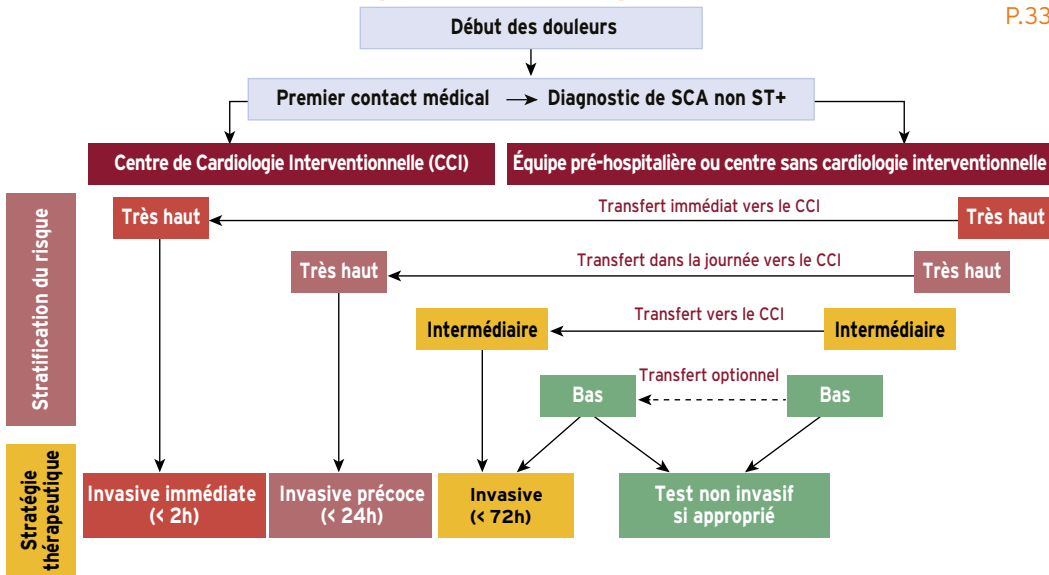 P.33
Début des douleurs
Premier contact médical → Diagnostic de SCA non ST+
Centre de Cardiologie Interventionnelle (CCI)
Équipe pré-hospitalière ou centre sans cardiologie interventionnelle
Stratification du risque
Très haut
Transfert immédiat vers le CCI
Très haut
Très haut
Transfert dans la journée vers le CCI
Très haut
Intermédiaire
Transfert vers le CCI
Intermédiaire
Bas
Transfert optionnel
Bas
Stratégie
thérapeutique
Invasive immédiate
(< 2h)
Invasive précoce
(< 24h)
Invasive
(< 72h)
Test non invasif
si approprié